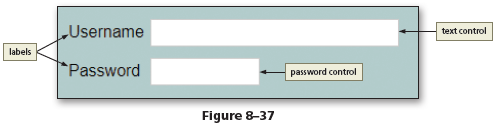 Username
text control
labels
Password
password control
Figure 8–37